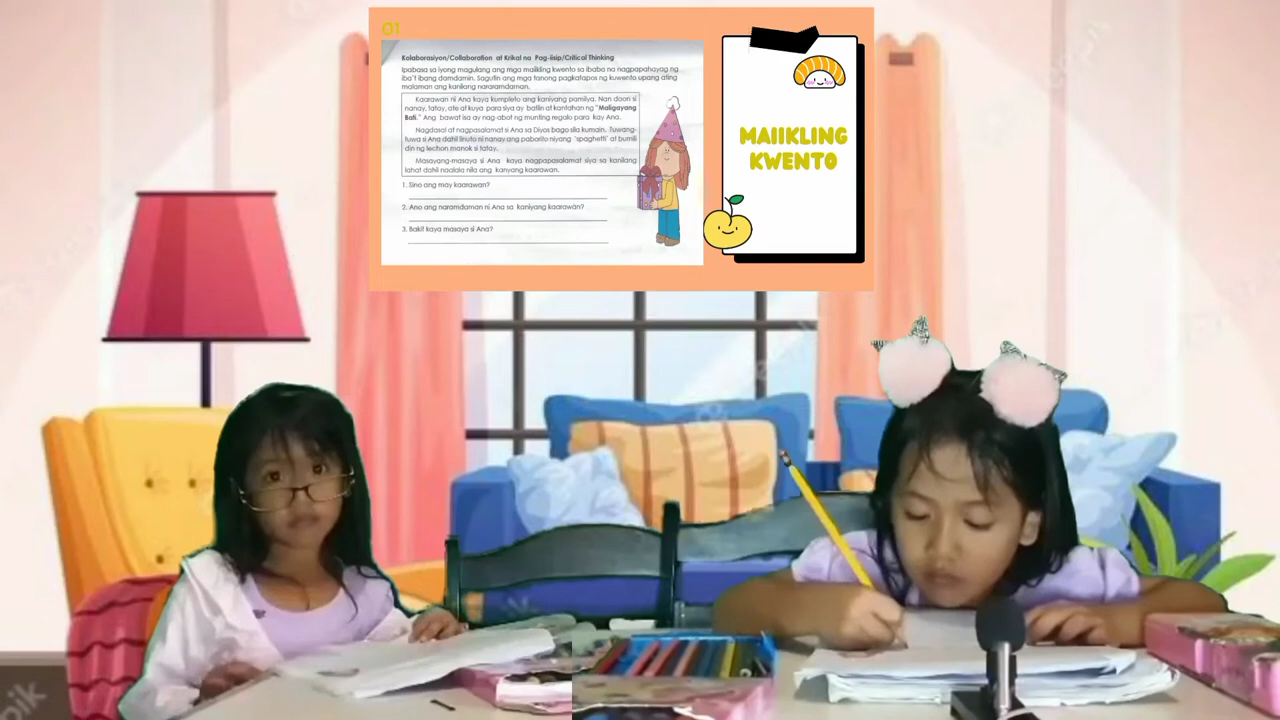 01
Kolaborasiyon/Collaboration at Krikal na Pag-iisip/Critical Thinking
Ipabasa sa iyong magulang ang mga maiikling kwento sa ibaba na nagpapahayag ng
iba't ibang damdamin. Sagutin ang mga tanong pagkatapos ng kuwento upang ating
malaman ang kanilang nararamdaman.
Kaarawan ni Ana kaya kumpleto ang kaniyang pamilya. Nan doon si
nanay, tatay, ate at kuya para siya ay batiin at kantahan ng "Maligayang
Bati." Ang bawat isa ay nag-abot ng munting regalo para kay Ana.
Nagdasal at nagpasalamat si Ana sa Diyos bago sila kumain. Tuwang-
tuwa si Ana dahil linuto ni nanay ang paborito niyang 'spaghetti' at bumili
din ng lechon manok si tatay.
Masayang-masaya si Ana kaya nagpapasalamat siya sa kanilang
lahat dahil naalala nila ang kanyang kaarawan.
1. Sino ang may kaarawan?
2. Ano ang naramdaman ni Ana sa kaniyang kaarawan?
3. Bakit kaya masaya si Ana?
MAIIKLING
KWENTO